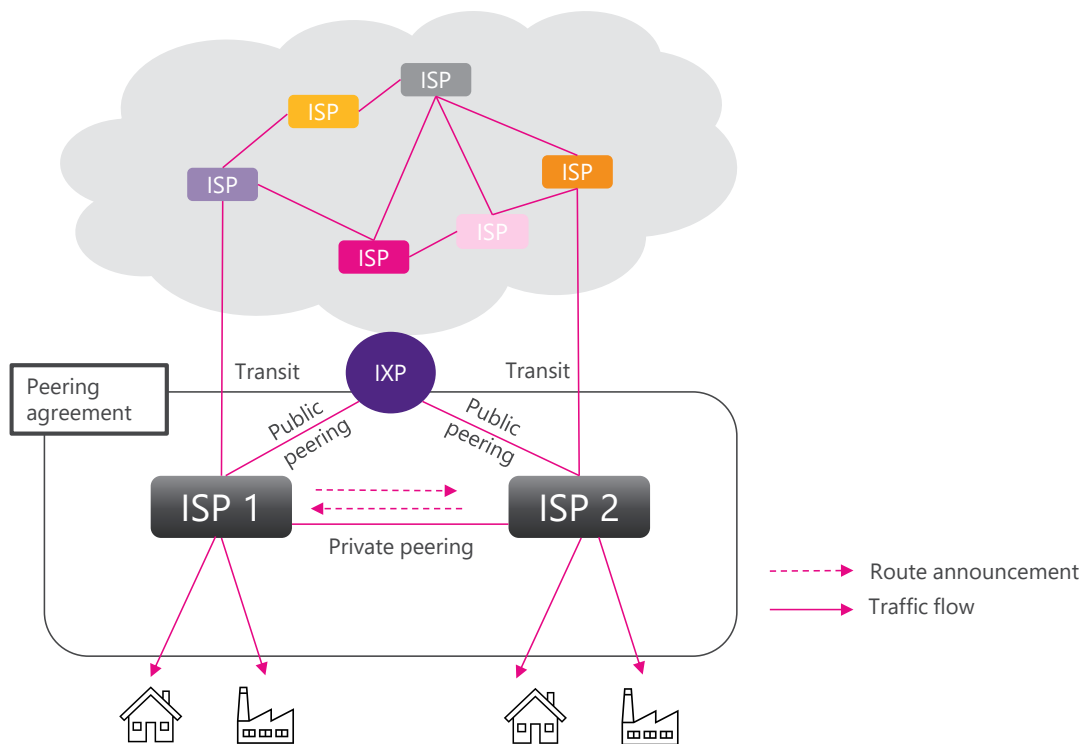 ISP
ISP
ISP
ISP
ISP
ISP
Transit
IXP
Transit
Peering
agreement
Public
peering
Public
peering
ISP 1
ISP 2
Private peering
Route announcement
Traffic flow